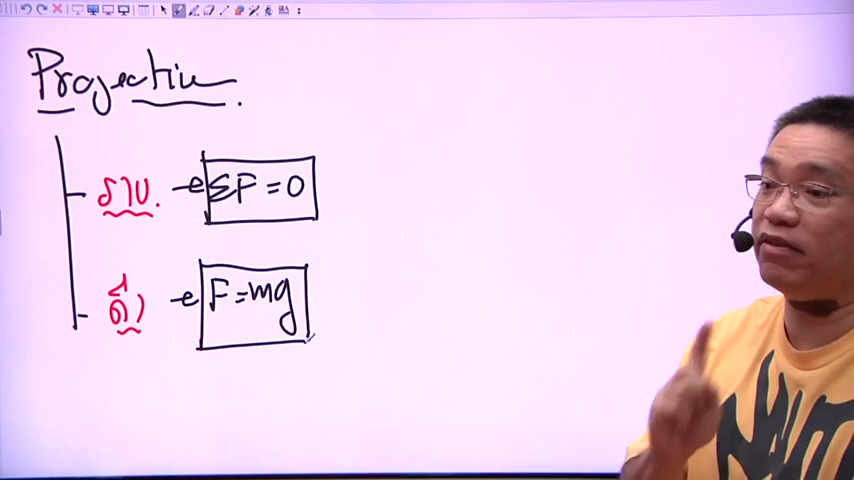 Projectile.
ราบ. → ΣF = 0
ดิ่ง → F = mg